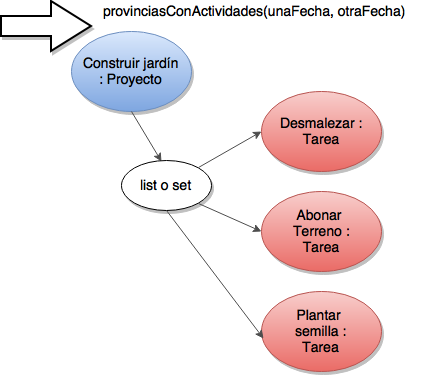 provinciasConActividades(unaFecha, otraFecha)
Construir jardín
: Proyecto
Desmalezar :
Tarea
list o set
Abonar
Terreno :
Tarea
Plantar
semilla :
Tarea